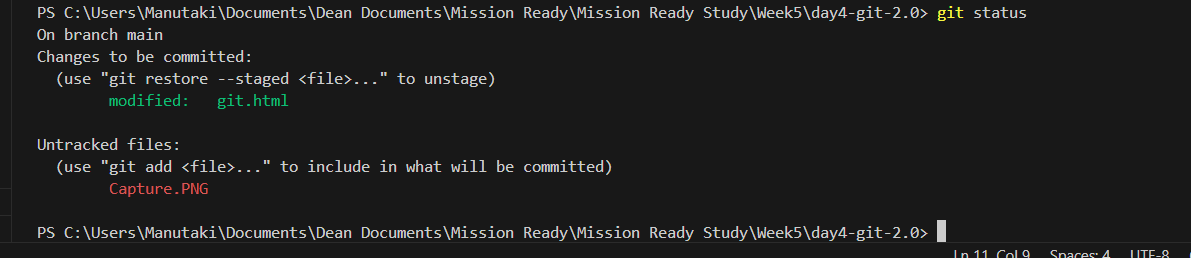 PS C:\Users\Manutaki\Documents\Dean Documents\Mission Ready\Mission Ready Study\Week5\day4-git-2.0> git status
On branch main
Changes to be committed:
  (use "git restore --staged <file>..." to unstage)
        modified:   git.html

Untracked files:
  (use "git add <file>..." to include in what will be committed)
        Capture.PNG

PS C:\Users\Manutaki\Documents\Dean Documents\Mission Ready\Mission Ready Study\Week5\day4-git-2.0>
Ln 11, Col 9    Spaces: 4    UTF-8